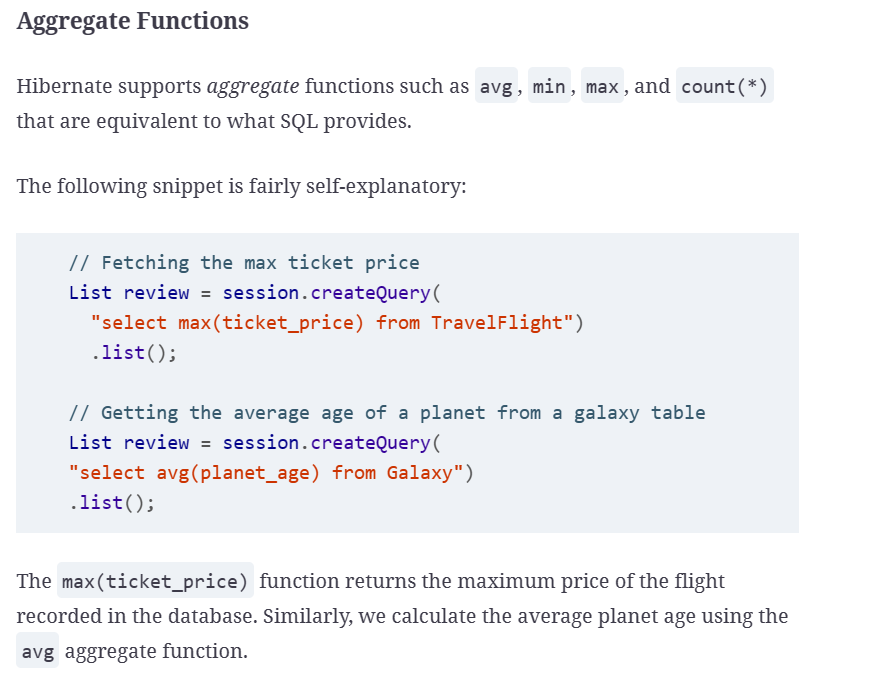 Aggregate Functions
Hibernate supports aggregate functions such as avg, min, max, and count(*)
that are equivalent to what SQL provides.
The following snippet is fairly self-explanatory:
// Fetching the max ticket price
List review = session.createQuery(
"select max(ticket_price) from TravelFlight")
.list();
// Getting the average age of a planet from a galaxy table
List review = session.createQuery(
"select avg(planet_age) from Galaxy")
.list();
The max(ticket_price) function returns the maximum price of the flight
recorded in the database. Similarly, we calculate the average planet age using the
avg aggregate function.